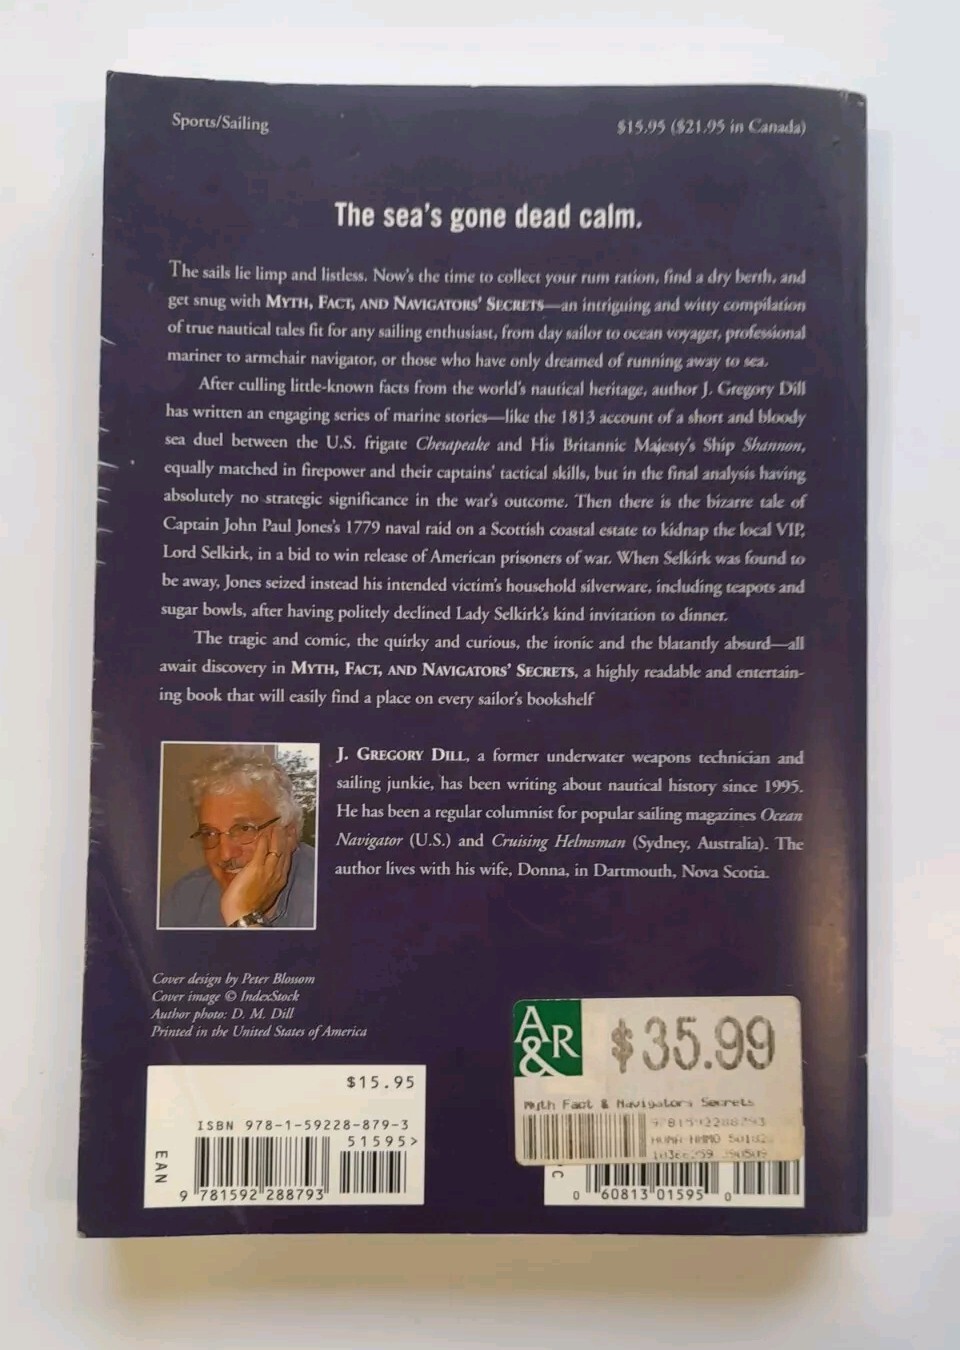 Sports/Sailing
$15.95 ($21.95 in Canada)
The sea's gone dead calm.
The sails lie limp and listless. Now's the time to collect your rum ration, find a dry berth, and
get snug with MYTH, FACT, AND NAVIGATORS' SECRETS—an intriguing and witty compilation
of true nautical tales fit for any sailing enthusiast, from day sailor to ocean voyager, professional
mariner to armchair navigator, or those who have only dreamed of running away to sea.
After culling little-known facts from the world's nautical heritage, author J. Gregory Dill
has written an engaging series of marine stories—like the 1813 account of a short and bloody
sea duel between the U.S. frigate Chesapeake and His Britannic Majesty's Ship Shannon,
equally matched in firepower and their captains' tactical skills, but in the final analysis having
absolutely no strategic significance in the war's outcome. Then there is the bizarre tale of
Captain John Paul Jones's 1779 naval raid on a Scottish coastal estate to kidnap the local VIP,
Lord Selkirk, in a bid to win release of American prisoners of war. When Selkirk was found to
be away, Jones seized instead his intended victim's household silverware, including teapots and
sugar bowls, after having politely declined Lady Selkirk's kind invitation to dinner.
The tragic and comic, the quirky and curious, the ironic and the blatantly absurd—all
await discovery in MYTH, FACT, AND NAVIGATORS' SECRETS, a highly readable and entertain-
ing book that will easily find a place on every sailor's bookshelf
J. GREGORY DILL, a former underwater weapons technician and
sailing junkie, has been writing about nautical history since 1995.
He has been a regular columnist for popular sailing magazines Ocean
Navigator (U.S.) and Cruising Helmsman (Sydney, Australia). The
author lives with his wife, Donna, in Dartmouth, Nova Scotia.
Cover design by Peter Blossom
Cover image © IndexStock
Author photo: D. M. Dill
Printed in the United States of America
$15.95
ISBN 978-1-59228-879-3
51595>
EAN
9 781592 288793
A&R
$35.99
Myth Fact & Navigators Secrets
C
0 60813 01595 0